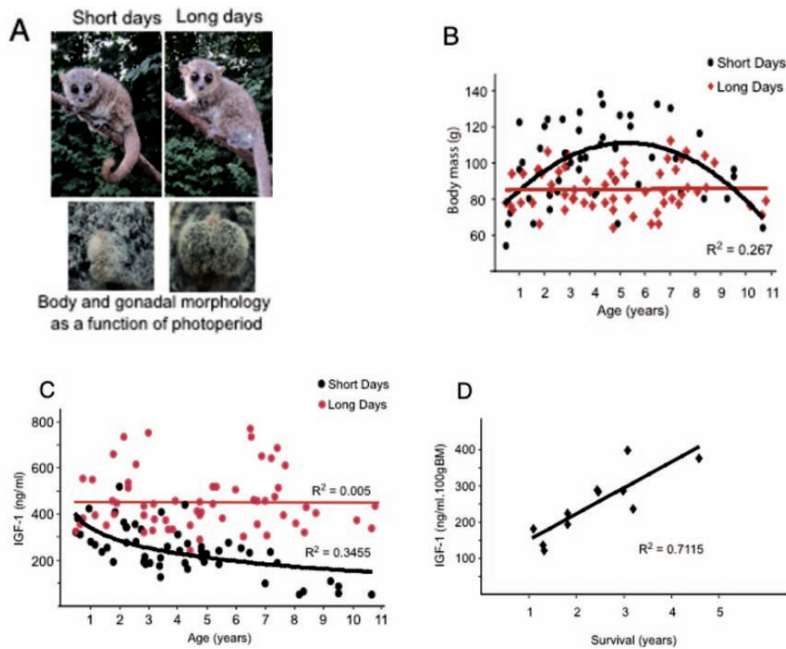 A
Short days Long days
Body and gonadal morphology
as a function of photoperiod
B
Short Days
Long Days
Body mass (g)
140
120
100
80
60
R² = 0.267
1 2 3 4 5 6 7 8 9 10 11
Age (years)
C
Short Days
Long Days
IGF-1 (ng/ml)
800
600
400
200
R² = 0.005
R² = 0.3455
1 2 3 4 5 6 7 8 9 10 11
Age (years)
D
IGF-1 (ng/ml.100gBM)
400
300
200
100
R² = 0.7115
1 2 3 4 5
Survival (years)